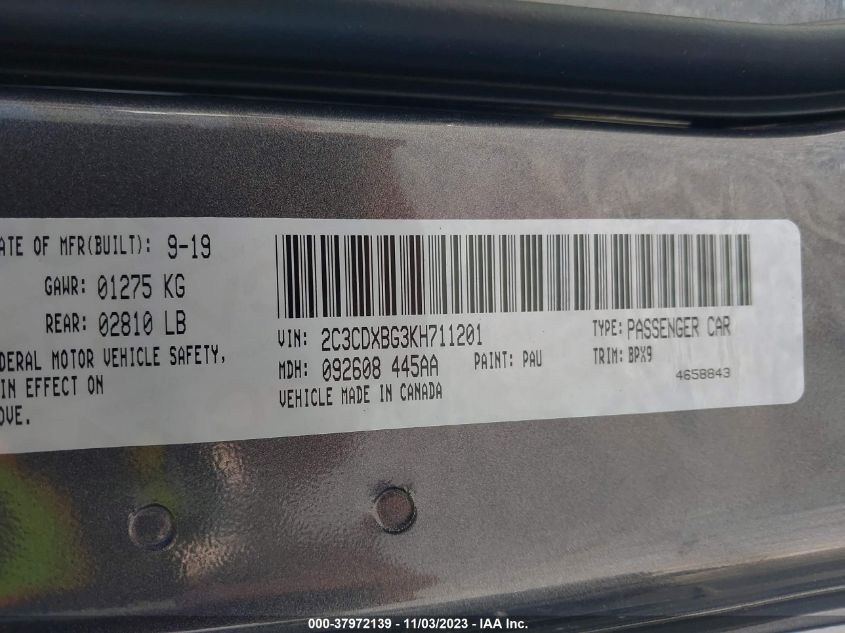 ATE OF MFR(BUILT): 9-19
GAWR: 01275 KG
REAR: 02810 LB
DERAL MOTOR VEHICLE SAFETY,
IN EFFECT ON
OVE.
VIN: 2C3CDXBG3KH711201 TYPE: PASSENGER CAR
MDH: 092608 445AA PAINT: PAU TRIM: BPX9
VEHICLE MADE IN CANADA 4658843
000-37972139 - 11/03/2023 - IAA Inc.